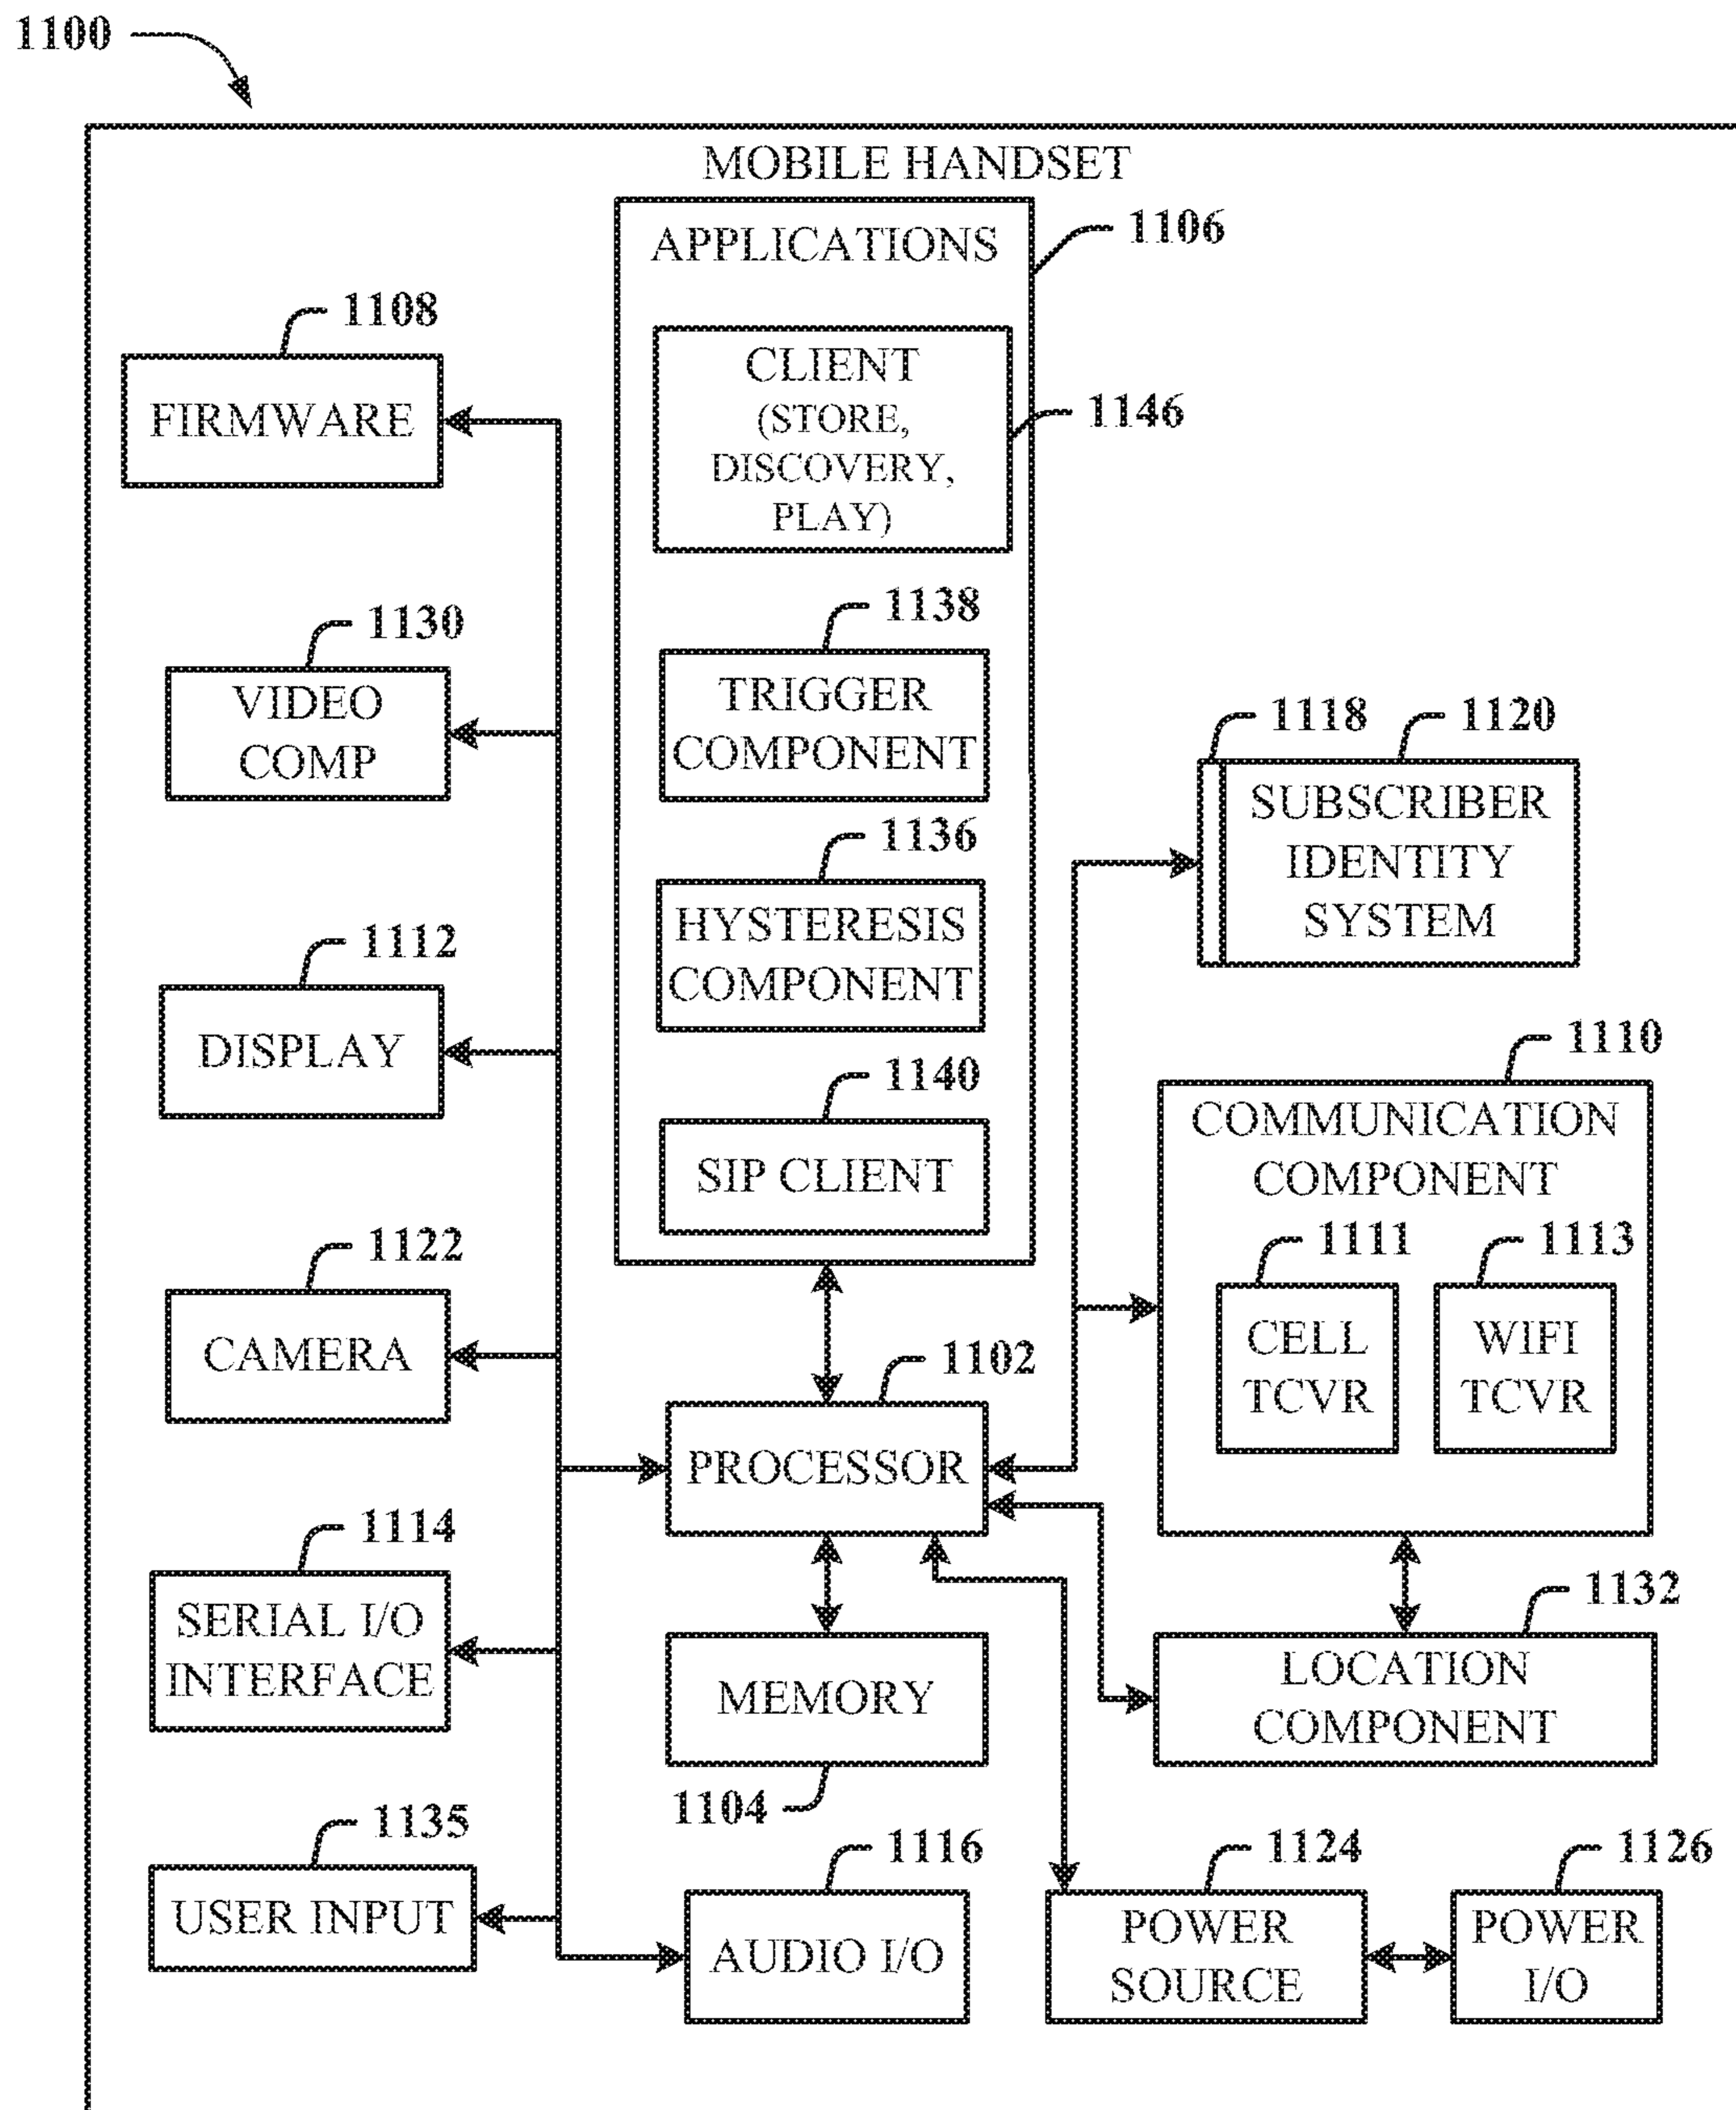 1100
MOBILE HANDSET
APPLICATIONS
1106
CLIENT
(STORE,
DISCOVERY,
PLAY)
1146
1108
FIRMWARE
1138
TRIGGER
COMPONENT
1130
VIDEO
COMP
1118
1120
SUBSCRIBER
IDENTITY
SYSTEM
1136
HYSTERESIS
COMPONENT
1112
DISPLAY
1140
SIP CLIENT
1110
COMMUNICATION
COMPONENT
1111
CELL
TCVR
1113
WIFI
TCVR
1122
CAMERA
1102
PROCESSOR
1114
SERIAL I/O
INTERFACE
MEMORY
1104
1132
LOCATION
COMPONENT
1135
USER INPUT
1116
AUDIO I/O
1124
POWER
SOURCE
1126
POWER
I/O